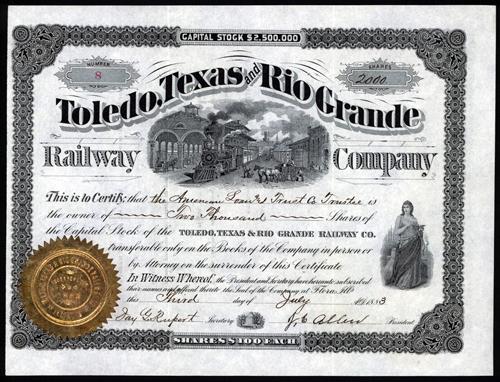 CAPITAL STOCK $2,500,000
NUMBER
8
SHARES
2000
Toledo, Texas and Rio Grande
Railway Company
This is to Certify, that the American Loan & Trust Co Trustee is
the owner of Two Thousand Shares of
the Capital Stock of the TOLEDO, TEXAS & RIO GRANDE RAILWAY CO.
transferable only on the Books of the Company in person or
by Attorney on the surrender of this Certificate.
In Witness Whereof, the President and Secretary have hereunto subscribed
their names and affixed thereto the Seal of the Company at Flora, Ills
this Third day of July 1883
Secretary J. C. Allen President
SHARES $100 EACH